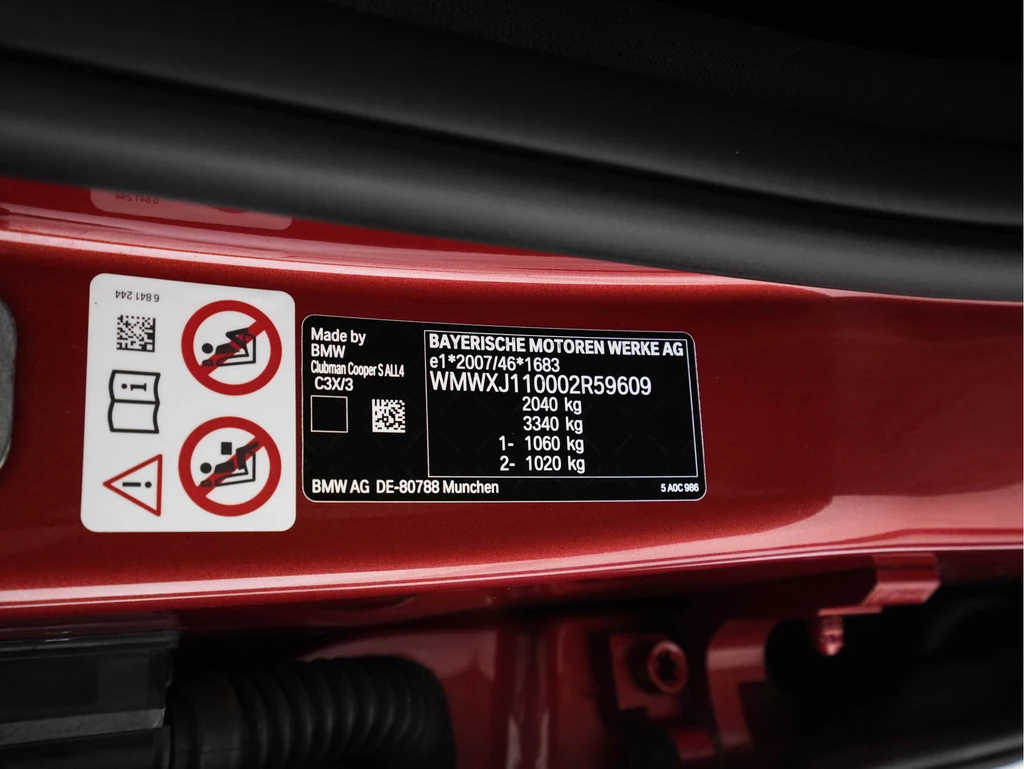 6 841 244
Made by
BMW
Clubman Cooper S ALL4
C3X/3
BAYERISCHE MOTOREN WERKE AG
e1*2007/46*1683
WMWXJ110002R59609
2040 kg
3340 kg
1- 1060 kg
2- 1020 kg
BMW AG DE-80788 Munchen
5 A0C 986